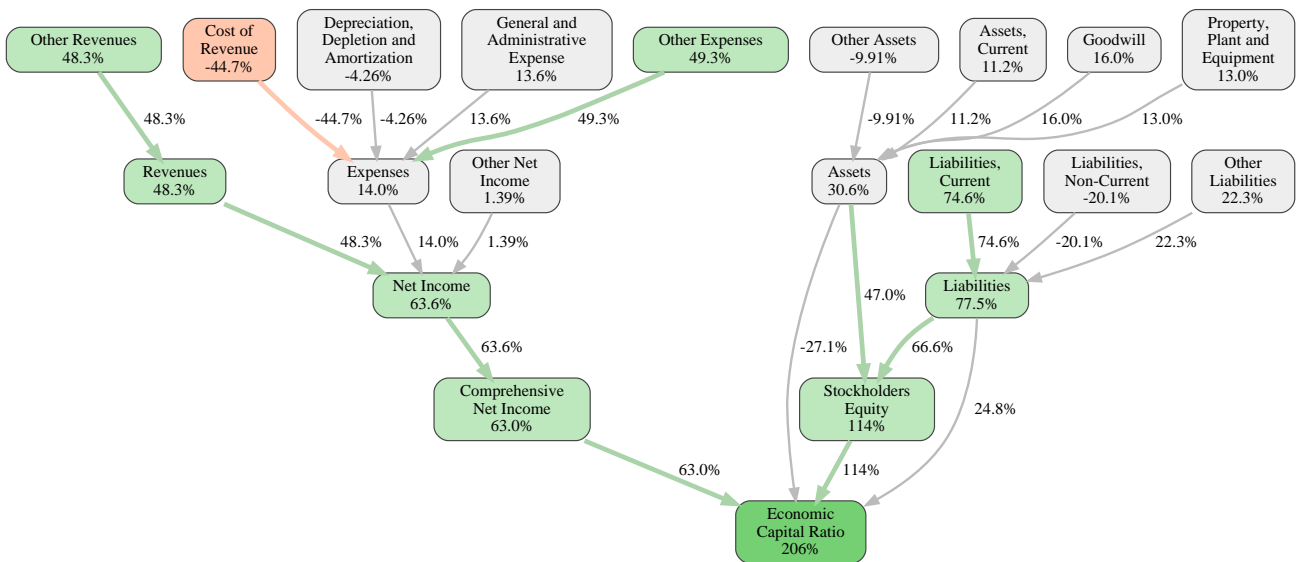 Other Revenues
48.3%
Cost of
Revenue
-44.7%
Depreciation,
Depletion and
Amortization
-4.26%
General and
Administrative
Expense
13.6%
Other Expenses
49.3%
Other Assets
-9.91%
Assets,
Current
11.2%
Goodwill
16.0%
Property,
Plant and
Equipment
13.0%
48.3%
-44.7%
-4.26%
13.6%
49.3%
-9.91%
11.2%
16.0%
13.0%
Revenues
48.3%
Expenses
14.0%
Other Net
Income
1.39%
Assets
30.6%
Liabilities,
Current
74.6%
Liabilities,
Non-Current
-20.1%
Other
Liabilities
22.3%
48.3%
14.0%
1.39%
74.6%
-20.1%
22.3%
Net Income
63.6%
47.0%
Liabilities
77.5%
63.6%
-27.1%
66.6%
Comprehensive
Net Income
63.0%
Stockholders
Equity
114%
24.8%
63.0%
114%
Economic
Capital Ratio
206%